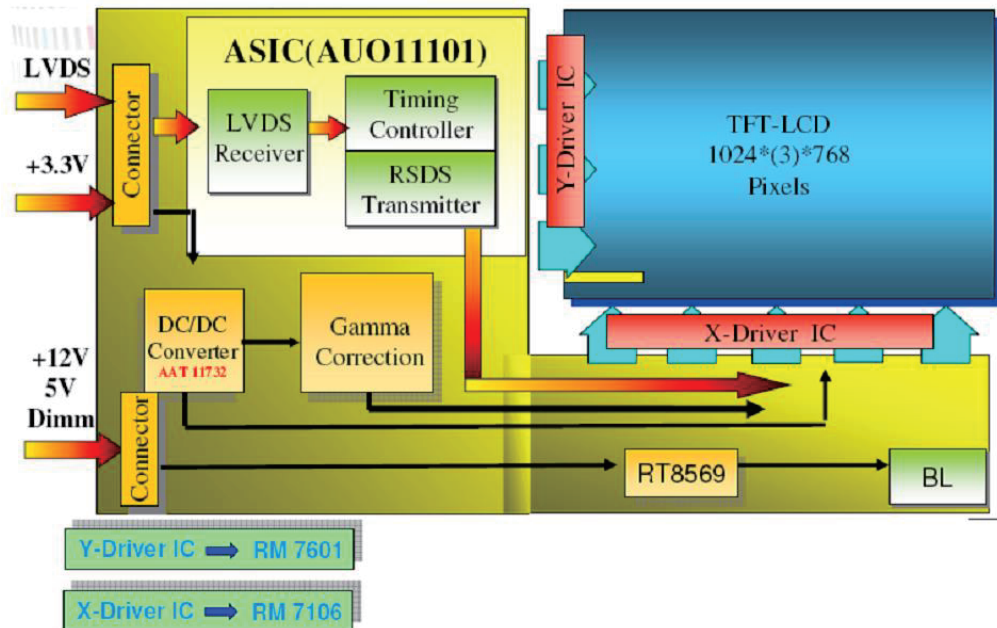 LVDS
+3.3V
Connector
ASIC(AUO11101)
LVDS
Receiver
Timing
Controller
RSDS
Transmitter
Y-Driver IC
TFT-LCD
1024*(3)*768
Pixels
X-Driver IC
DC/DC
Converter
AAT 11732
Gamma
Correction
+12V
5V
Dimm
Connector
RT8569
BL
Y-Driver IC RM 7601
X-Driver IC RM 7106